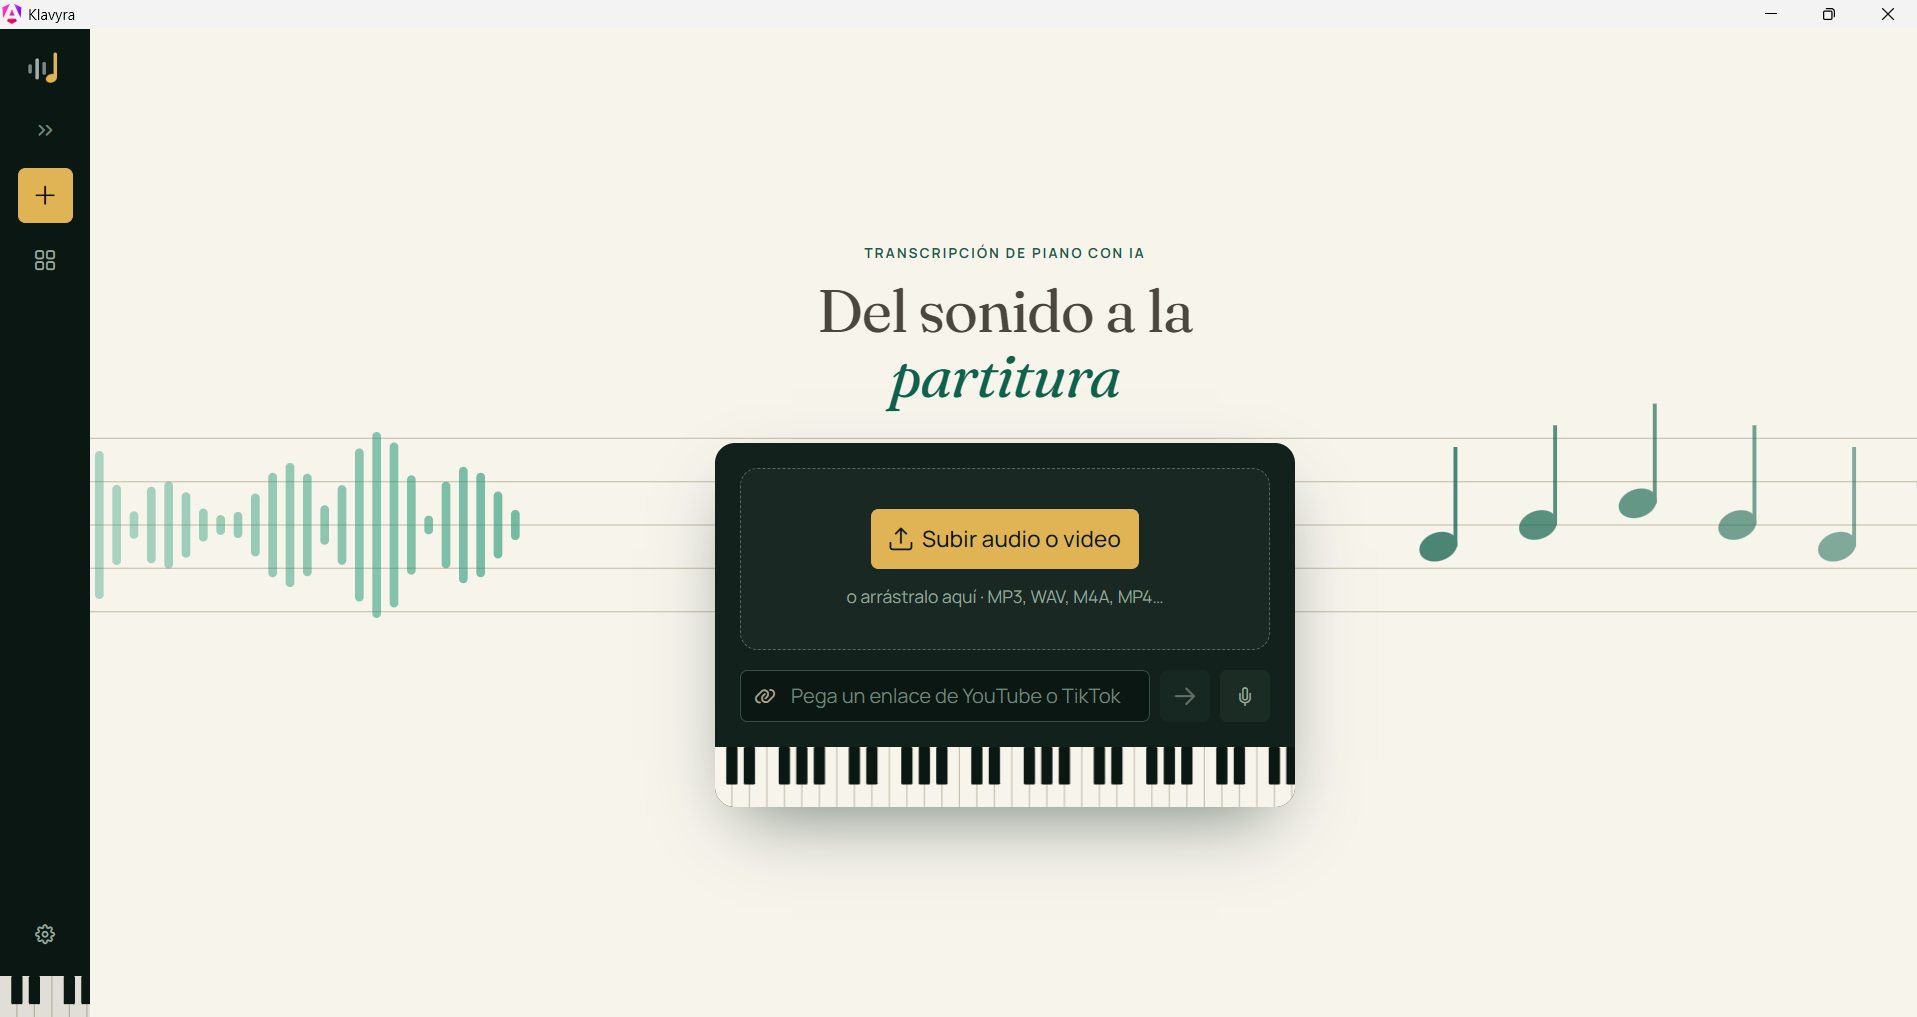 Klavyra
TRANSCRIPCIÓN DE PIANO CON IA
Del sonido a la
partitura
Subir audio o video
o arrástralo aquí · MP3, WAV, M4A, MP4...
Pega un enlace de YouTube o TikTok